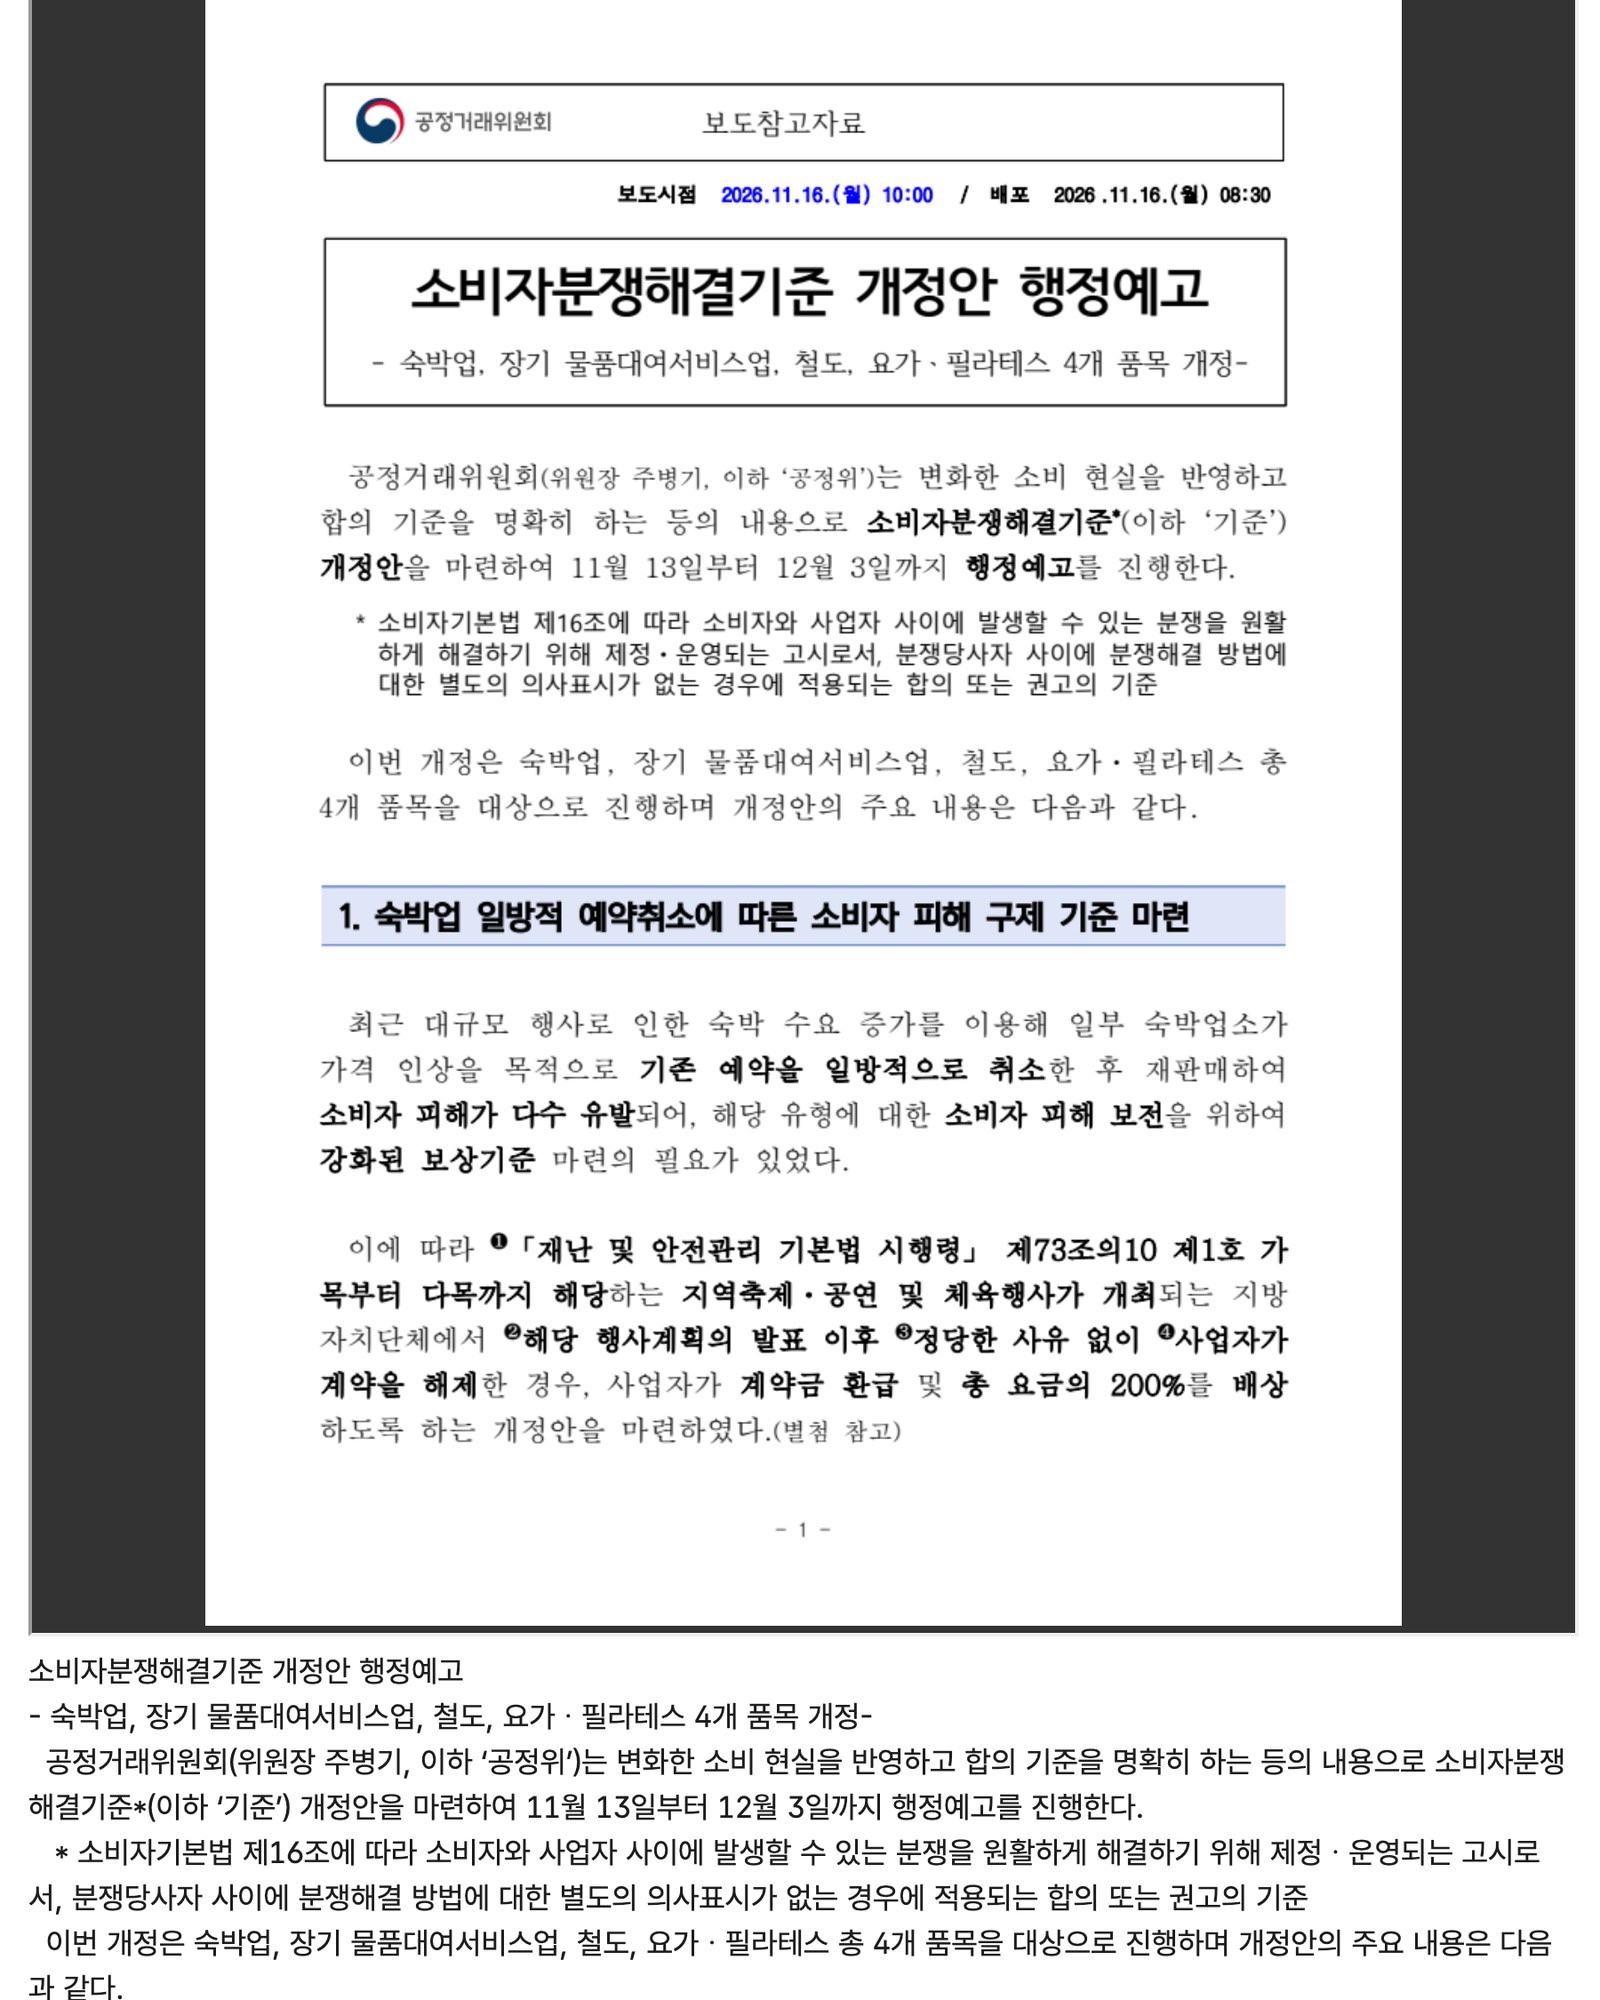 공정거래위원회 보도참고자료
보도시점 2026.11.16.(월) 10:00 / 배포 2026 .11.16.(월) 08:30
소비자분쟁해결기준 개정안 행정예고
- 숙박업, 장기 물품대여서비스업, 철도, 요가ㆍ필라테스 4개 품목 개정-
공정거래위원회(위원장 주병기, 이하 ‘공정위’)는 변화한 소비 현실을 반영하고
합의 기준을 명확히 하는 등의 내용으로 소비자분쟁해결기준*(이하 ‘기준’)
개정안을 마련하여 11월 13일부터 12월 3일까지 행정예고를 진행한다.
* 소비자기본법 제16조에 따라 소비자와 사업자 사이에 발생할 수 있는 분쟁을 원활
하게 해결하기 위해 제정·운영되는 고시로서, 분쟁당사자 사이에 분쟁해결 방법에
대한 별도의 의사표시가 없는 경우에 적용되는 합의 또는 권고의 기준
이번 개정은 숙박업, 장기 물품대여서비스업, 철도, 요가·필라테스 총
4개 품목을 대상으로 진행하며 개정안의 주요 내용은 다음과 같다.
1. 숙박업 일방적 예약취소에 따른 소비자 피해 구제 기준 마련
최근 대규모 행사로 인한 숙박 수요 증가를 이용해 일부 숙박업소가
가격 인상을 목적으로 기존 예약을 일방적으로 취소한 후 재판매하여
소비자 피해가 다수 유발되어, 해당 유형에 대한 소비자 피해 보전을 위하여
강화된 보상기준 마련의 필요가 있었다.
이에 따라 ❶「재난 및 안전관리 기본법 시행령」 제73조의10 제1호 가
목부터 다목까지 해당하는 지역축제·공연 및 체육행사가 개최되는 지방
자치단체에서 ❷해당 행사계획의 발표 이후 ❸정당한 사유 없이 ❹사업자가
계약을 해제한 경우, 사업자가 계약금 환급 및 총 요금의 200%를 배상
하도록 하는 개정안을 마련하였다.(별첨 참고)
- 1 -
소비자분쟁해결기준 개정안 행정예고
- 숙박업, 장기 물품대여서비스업, 철도, 요가ㆍ필라테스 4개 품목 개정-
공정거래위원회(위원장 주병기, 이하 ‘공정위’)는 변화한 소비 현실을 반영하고 합의 기준을 명확히 하는 등의 내용으로 소비자분쟁
해결기준*(이하 ‘기준’) 개정안을 마련하여 11월 13일부터 12월 3일까지 행정예고를 진행한다.
* 소비자기본법 제16조에 따라 소비자와 사업자 사이에 발생할 수 있는 분쟁을 원활하게 해결하기 위해 제정ㆍ운영되는 고시로
서, 분쟁당사자 사이에 분쟁해결 방법에 대한 별도의 의사표시가 없는 경우에 적용되는 합의 또는 권고의 기준
이번 개정은 숙박업, 장기 물품대여서비스업, 철도, 요가ㆍ필라테스 총 4개 품목을 대상으로 진행하며 개정안의 주요 내용은 다음
과 같다.